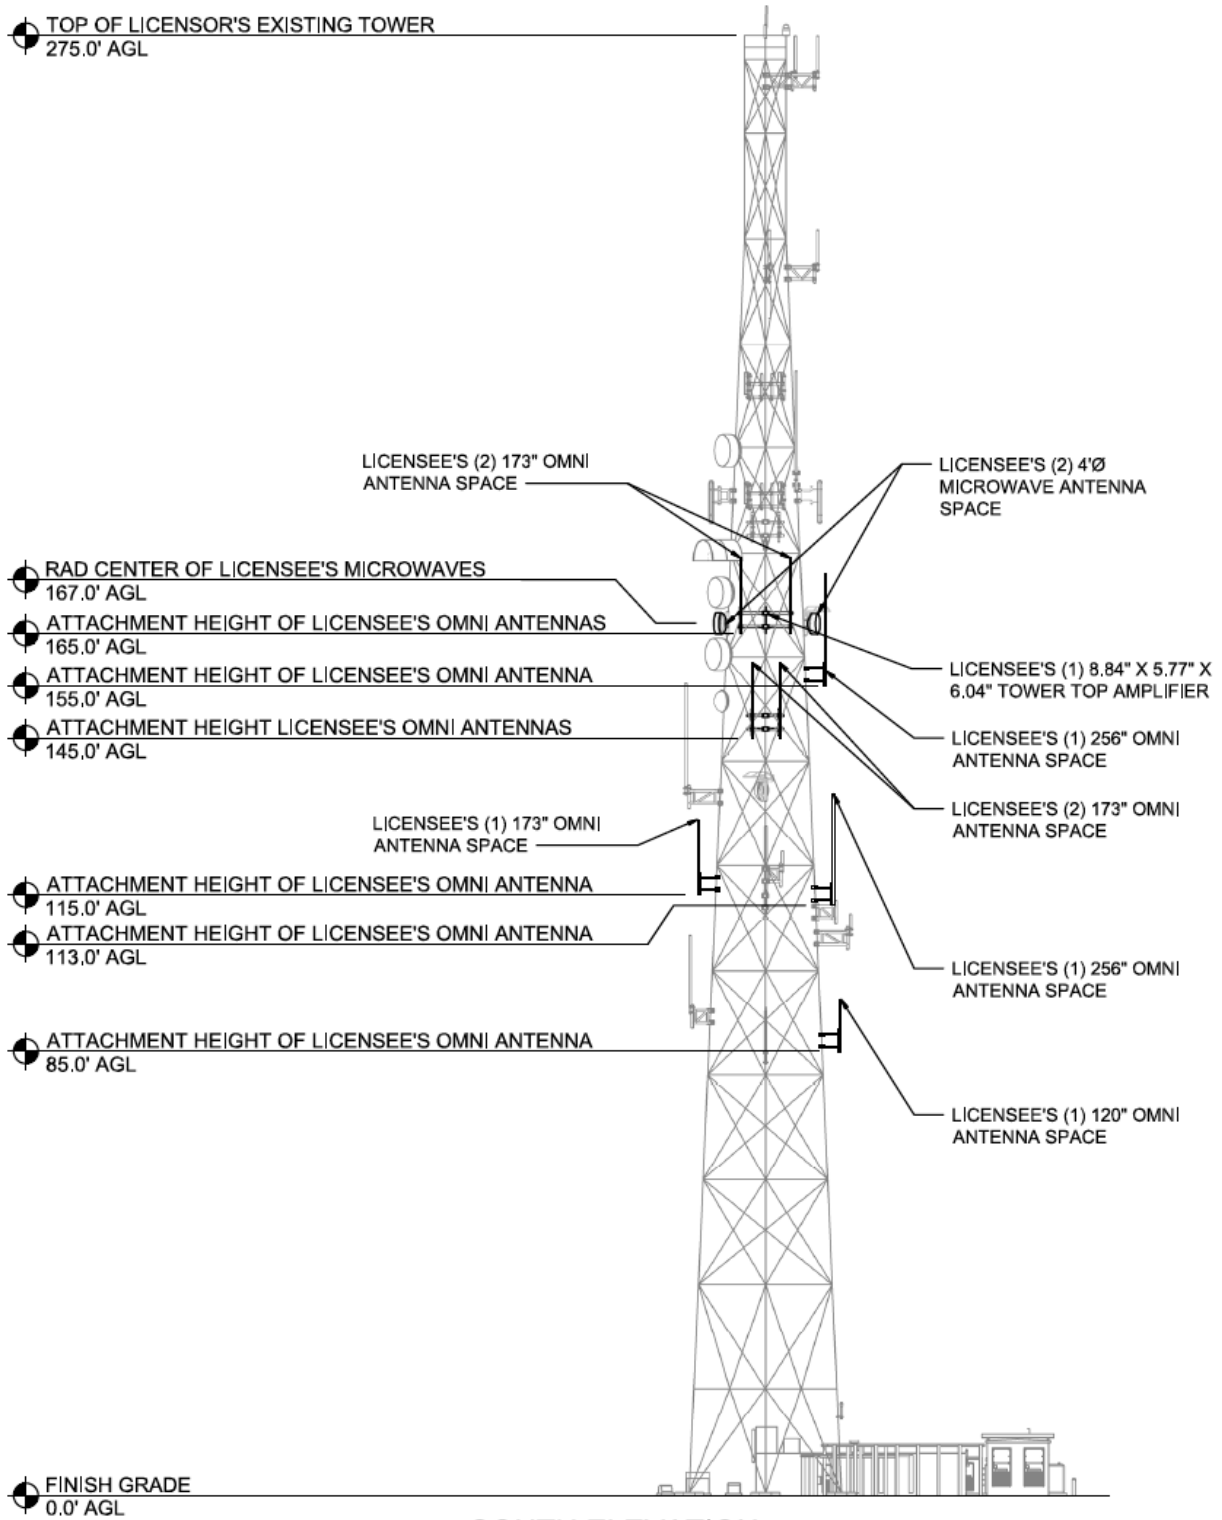 TOP OF LICENSOR'S EXISTING TOWER
275.0' AGL
LICENSEE'S (2) 173" OMNI
ANTENNA SPACE
LICENSEE'S (2) 4'Ø
MICROWAVE ANTENNA
SPACE
RAD CENTER OF LICENSEE'S MICROWAVES
167.0' AGL
ATTACHMENT HEIGHT OF LICENSEE'S OMNI ANTENNAS
165.0' AGL
ATTACHMENT HEIGHT OF LICENSEE'S OMNI ANTENNA
155.0' AGL
LICENSEE'S (1) 8.84" X 5.77" X
6.04" TOWER TOP AMPLIFIER
ATTACHMENT HEIGHT LICENSEE'S OMNI ANTENNAS
145.0' AGL
LICENSEE'S (1) 256" OMNI
ANTENNA SPACE
LICENSEE'S (2) 173" OMNI
ANTENNA SPACE
LICENSEE'S (1) 173" OMNI
ANTENNA SPACE
ATTACHMENT HEIGHT OF LICENSEE'S OMNI ANTENNA
115.0' AGL
ATTACHMENT HEIGHT OF LICENSEE'S OMNI ANTENNA
113.0' AGL
LICENSEE'S (1) 256" OMNI
ANTENNA SPACE
ATTACHMENT HEIGHT OF LICENSEE'S OMNI ANTENNA
85.0' AGL
LICENSEE'S (1) 120" OMNI
ANTENNA SPACE
FINISH GRADE
0.0' AGL